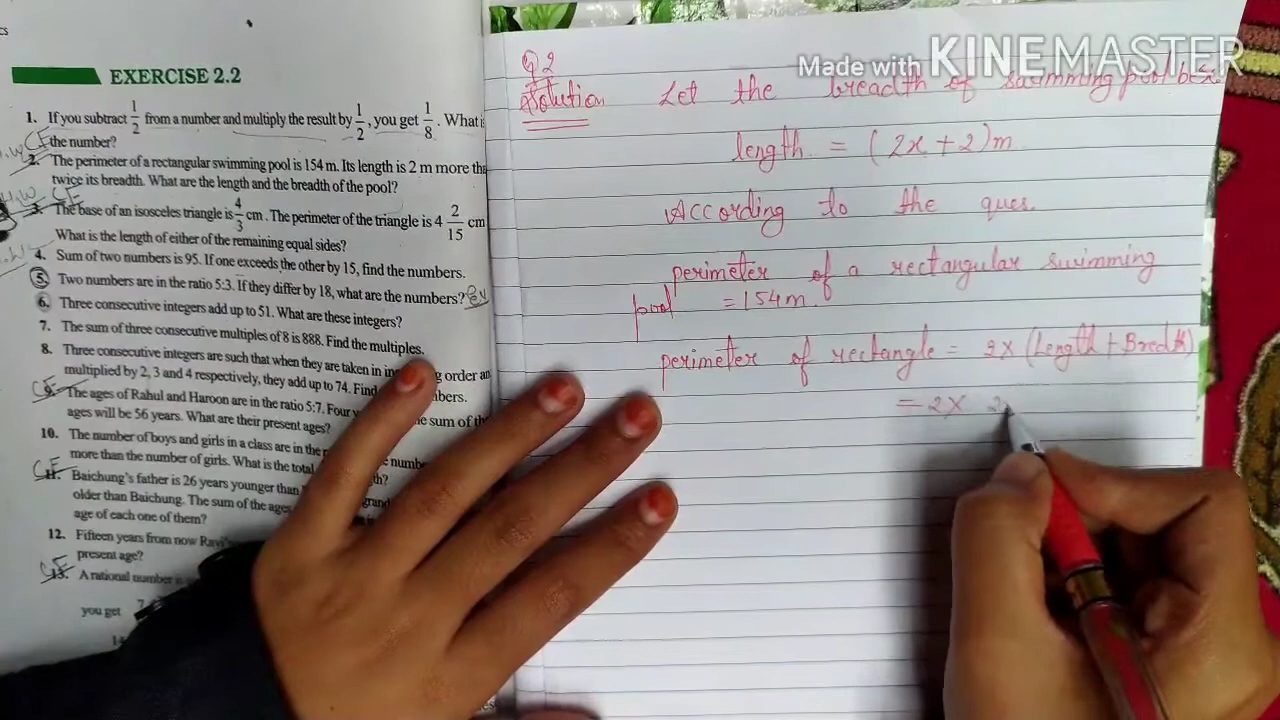 Made with KINEMASTER
EXERCISE 2.2
1. If you subtract 1/2 from a number and multiply the result by 1/2, you get 1/8. What is
the number?
2. The perimeter of a rectangular swimming pool is 154 m. Its length is 2 m more
twice its breadth. What are the length and the breadth of the pool?
3. The base of an isosceles triangle is 4/3 cm. The perimeter of the triangle is 4 2/15 cm
What is the length of either of the remaining equal sides?
4. Sum of two numbers is 95. If one exceeds the other by 15, find the numbers.
5. Two numbers are in the ratio 5:3. If they differ by 18, what are the numbers?
6. Three consecutive integers add up to 51. What are these integers?
7. The sum of three consecutive multiples of 8 is 888. Find the multiples.
8. Three consecutive integers are such that when they are taken in order
multiplied by 2, 3 and 4 respectively, they add up to 74. Find
The ages of Rahul and Haroon are in the ratio 5:7. Four sum of
ages will be 56 years. What are their present ages?
10. The number of boys and girls in a class are in the
more than the number of girls. What is the total
11. Baichung's father is 26 years younger than
older than Baichung. The sum of the ages
age of each one of them?
12. Fifteen years from now
present age?
13. A rational number
you get
Q 2
Solution Let the breadth of swimming pool be x
length = (2x+2)m
According to the ques
perimeter of a rectangular swimming
pool =154m
perimeter of rectangle = 2x (Length + Bredth)
= 2x 2